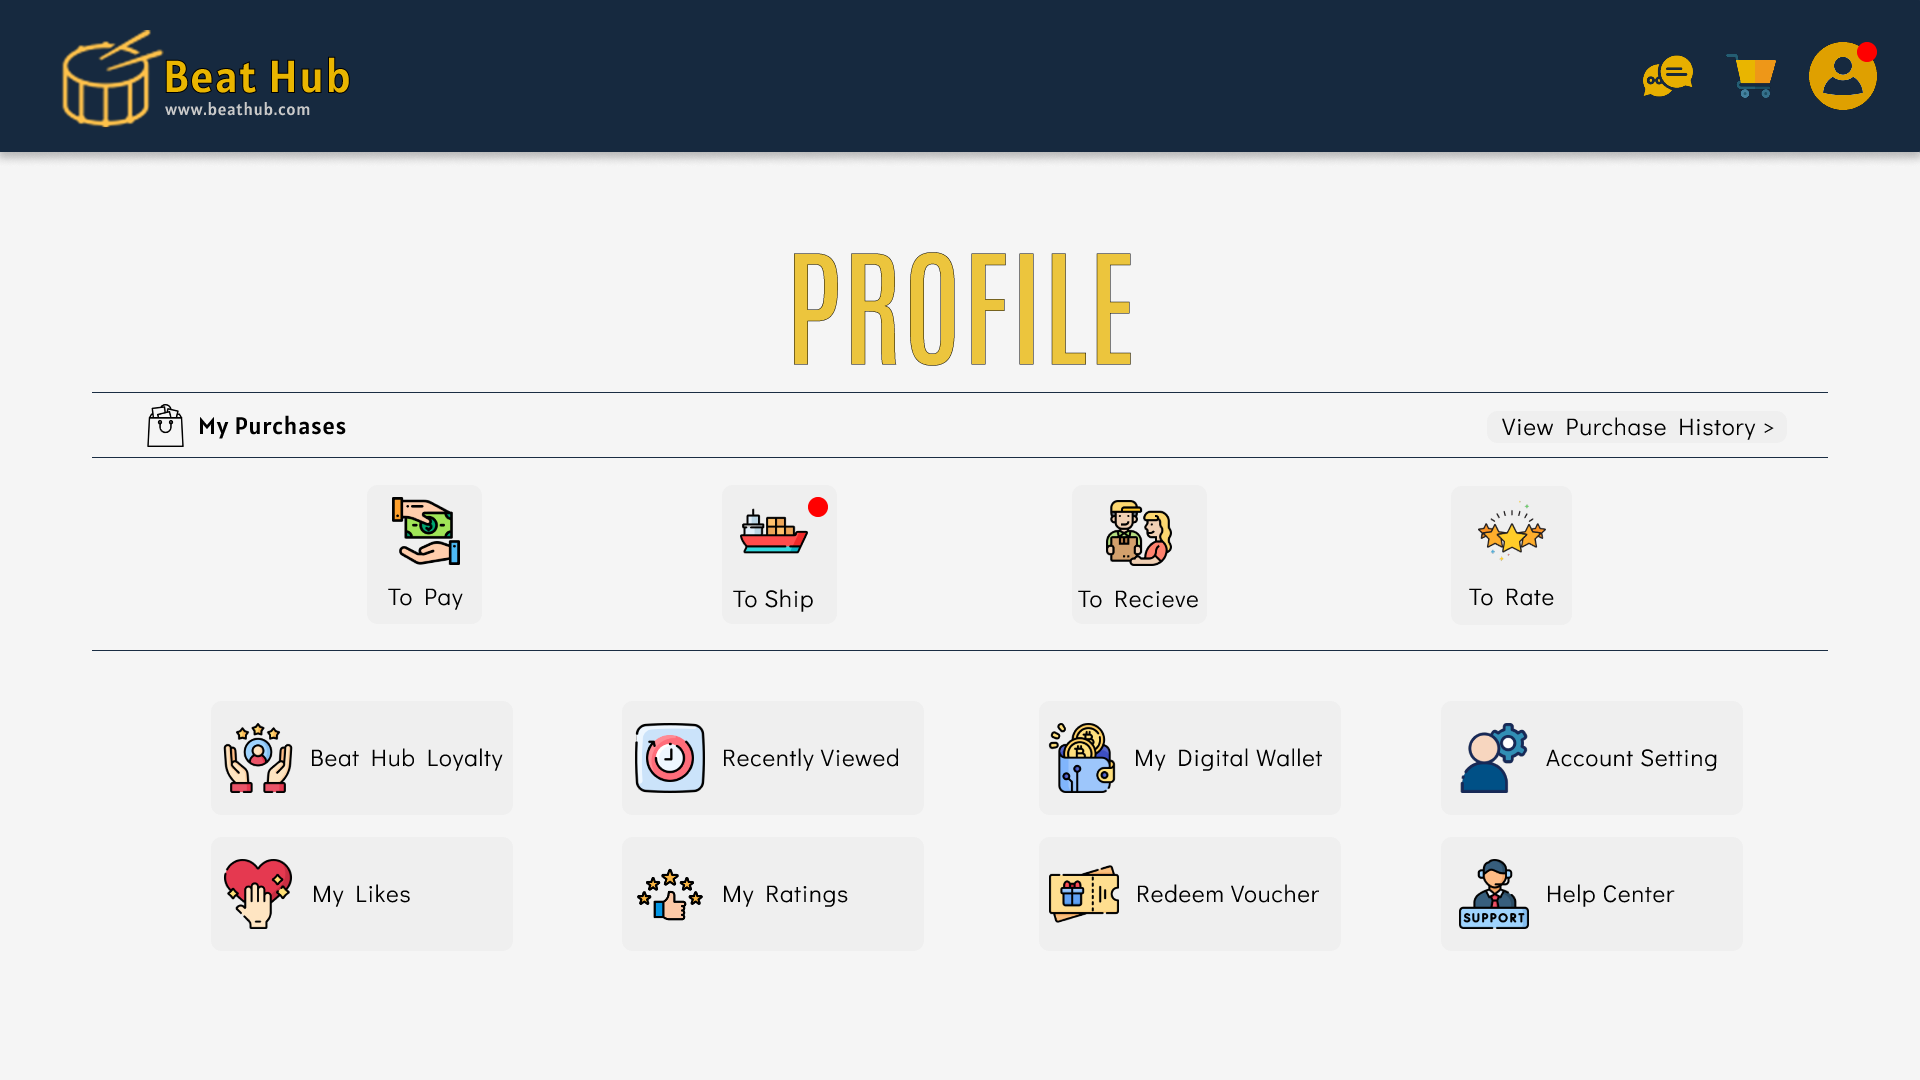 Beat Hub
www.beathub.com
PROFILE
My Purchases
View Purchase History >
To Pay
To Ship
To Recieve
To Rate
Beat Hub Loyalty
Recently Viewed
My Digital Wallet
Account Setting
My Likes
My Ratings
Redeem Voucher
SUPPORT
Help Center